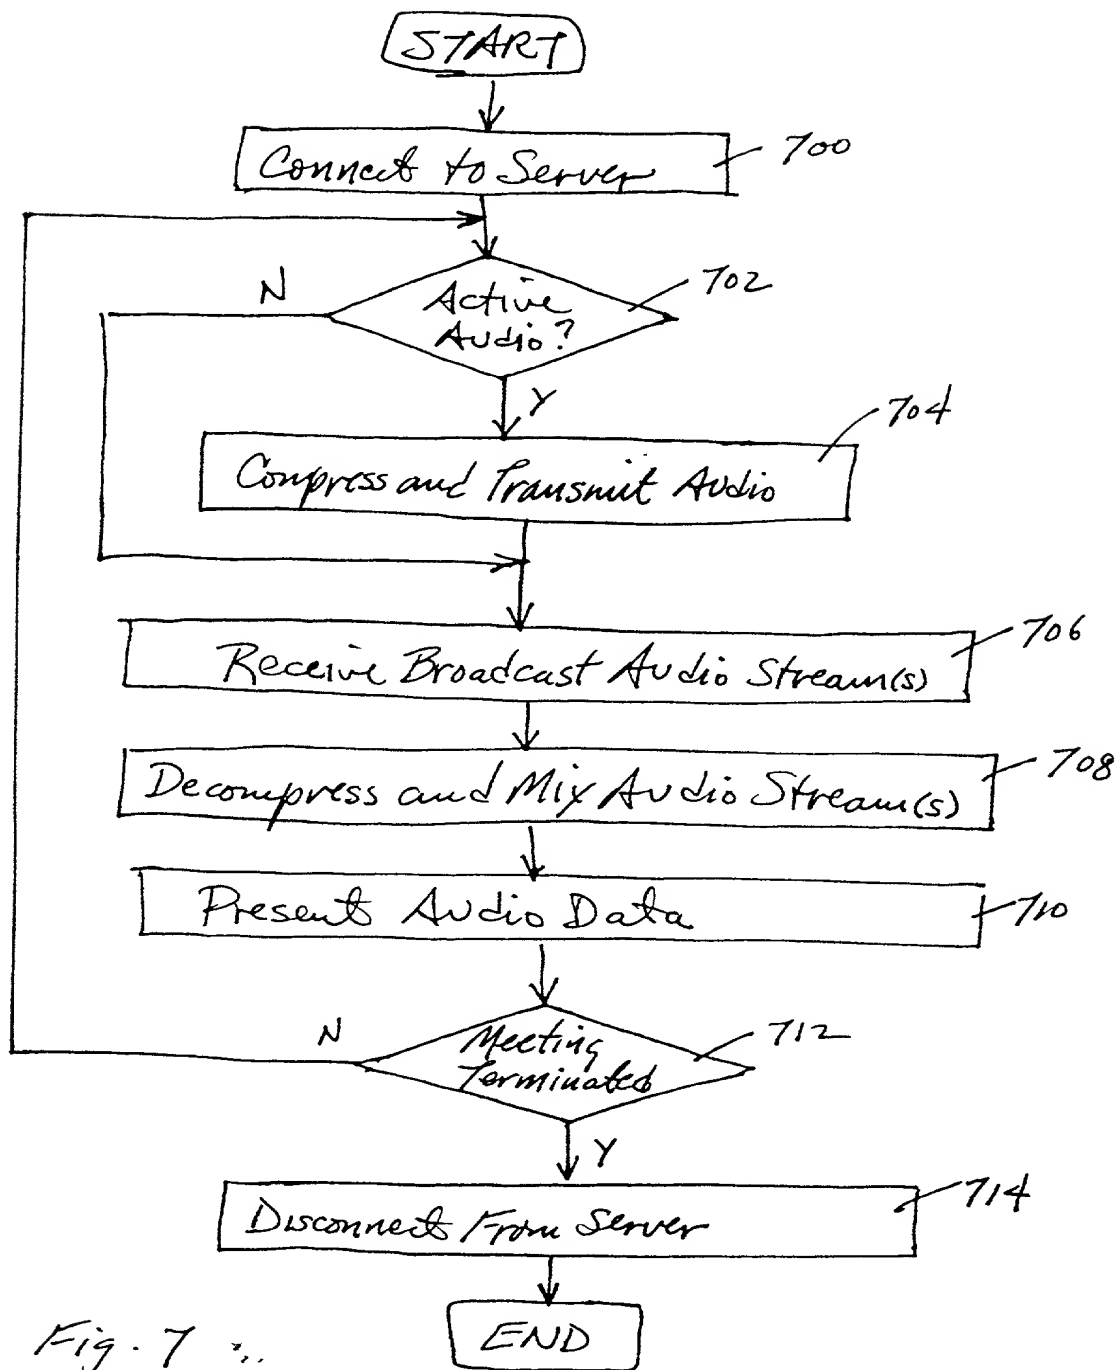 START
Connect to Server
700
N
Active
Audio?
702
Y
704
Compress and Transmit Audio
706
Receive Broadcast Audio Stream(s)
708
Decompress and Mix Audio Stream(s)
Present Audio Data
710
N
Meeting
Terminated
712
Y
714
Disconnect From Server
END
Fig. 7